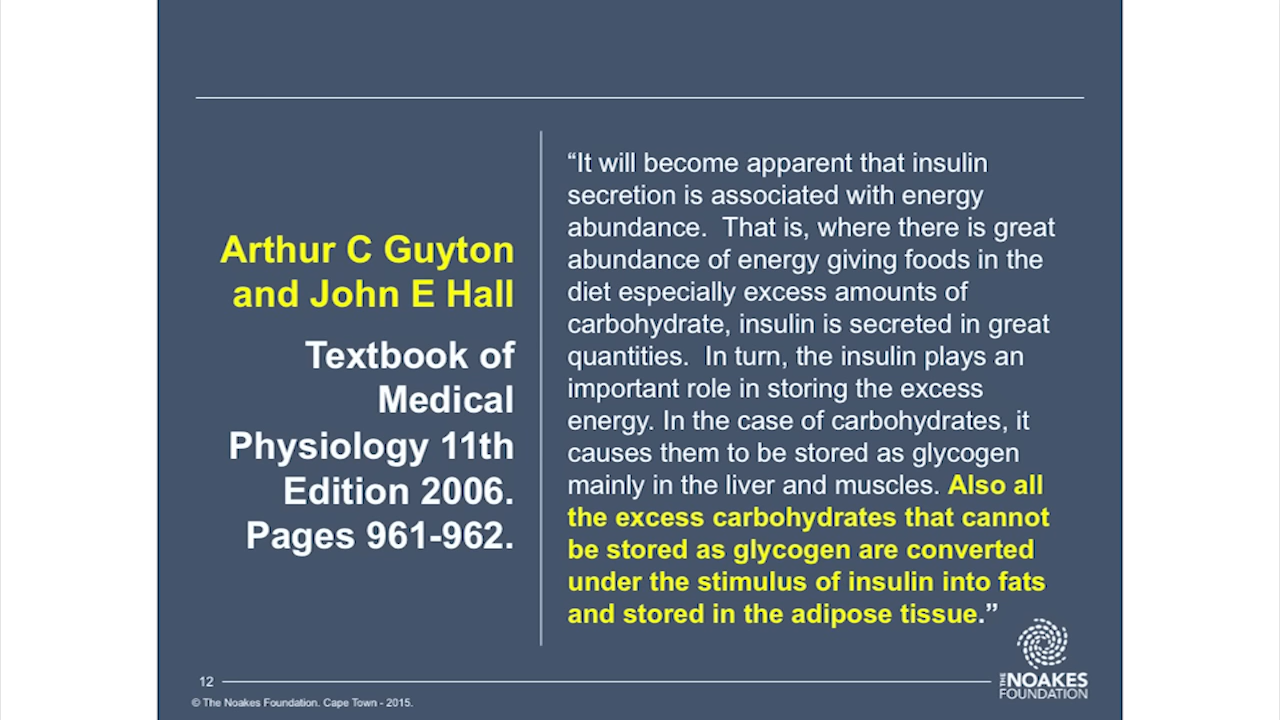 Arthur C Guyton
and John E Hall
Textbook of
Medical
Physiology 11th
Edition 2006.
Pages 961-962.
“It will become apparent that insulin
secretion is associated with energy
abundance.  That is, where there is great
abundance of energy giving foods in the
diet especially excess amounts of
carbohydrate, insulin is secreted in great
quantities.  In turn, the insulin plays an
important role in storing the excess
energy. In the case of carbohydrates, it
causes them to be stored as glycogen
mainly in the liver and muscles. Also all
the excess carbohydrates that cannot
be stored as glycogen are converted
under the stimulus of insulin into fats
and stored in the adipose tissue.”
12
© The Noakes Foundation. Cape Town - 2015.
THE NOAKES
FOUNDATION